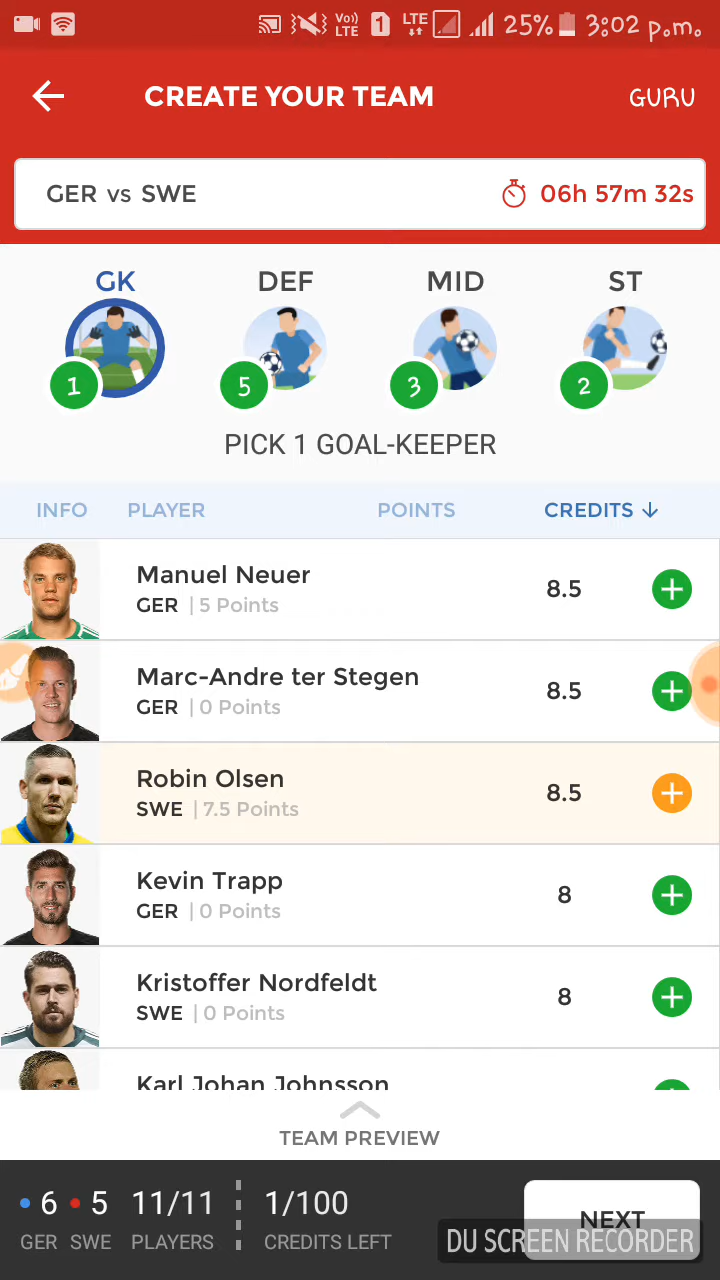 Vo) LTE 1 LTE 25% 3:02 p.m.
CREATE YOUR TEAM GURU
GER vs SWE 06h 57m 32s
GK DEF MID ST
1 5 3 2
PICK 1 GOAL-KEEPER
INFO PLAYER POINTS CREDITS
Manuel Neuer
GER | 5 Points 8.5
Marc-Andre ter Stegen
GER | 0 Points 8.5
Robin Olsen
SWE | 7.5 Points 8.5
Kevin Trapp
GER | 0 Points 8
Kristoffer Nordfeldt
SWE | 0 Points 8
Karl Johan Johnsson
TEAM PREVIEW
6 5 11/11 1/100 NEXT
GER SWE PLAYERS CREDITS LEFT
DU SCREEN RECORDER